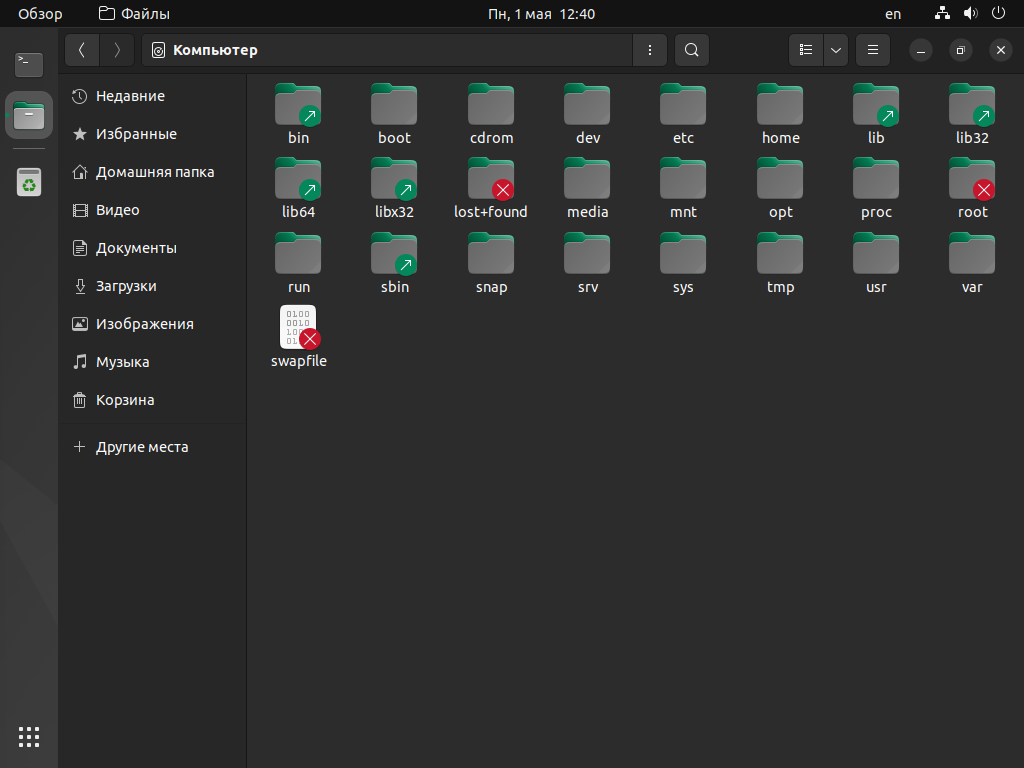 Обзор Файлы Пн, 1 мая 12:40 en
Компьютер
Недавние
Избранные
Домашняя папка
Видео
Документы
Загрузки
Изображения
Музыка
Корзина
Другие места
bin boot cdrom dev etc home lib lib32
lib64 libx32 lost+found media mnt opt proc root
run sbin snap srv sys tmp usr var
swapfile